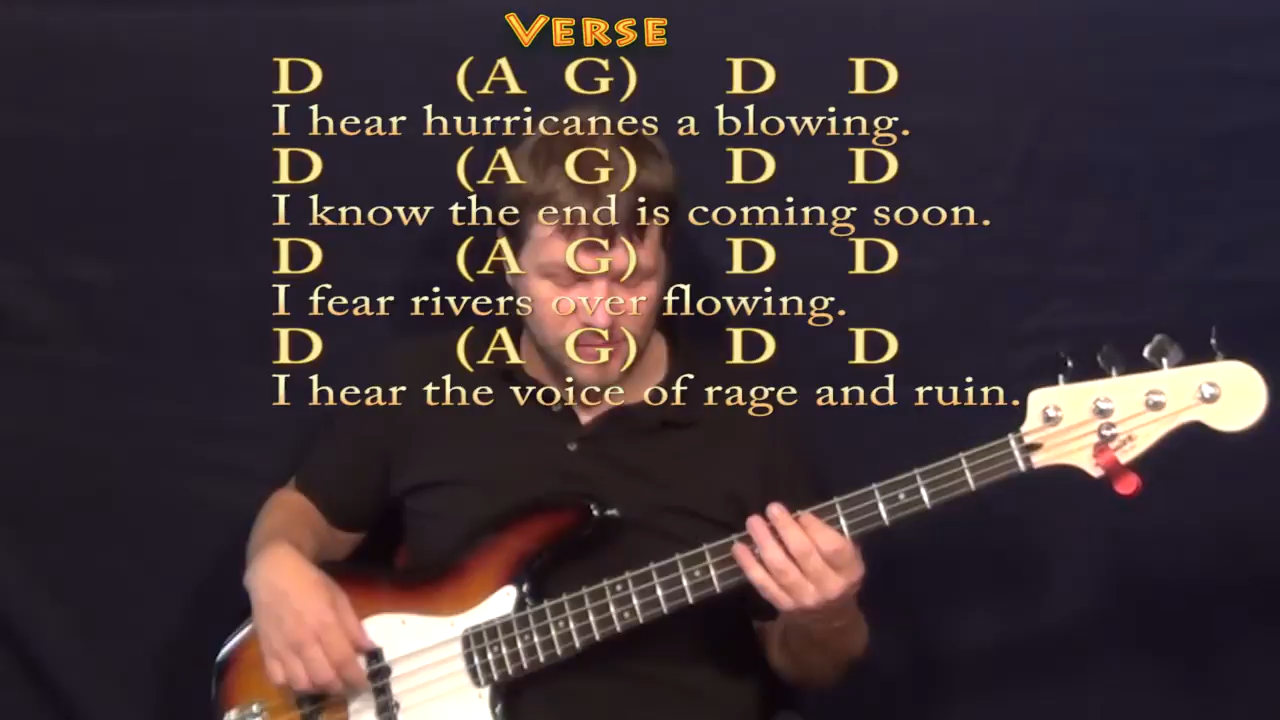 VERSE
D (A G) D D
I hear hurricanes a blowing.
D (A G) D D
I know the end is coming soon.
D (A G) D D
I fear rivers over flowing.
D (A G) D D
I hear the voice of rage and ruin.